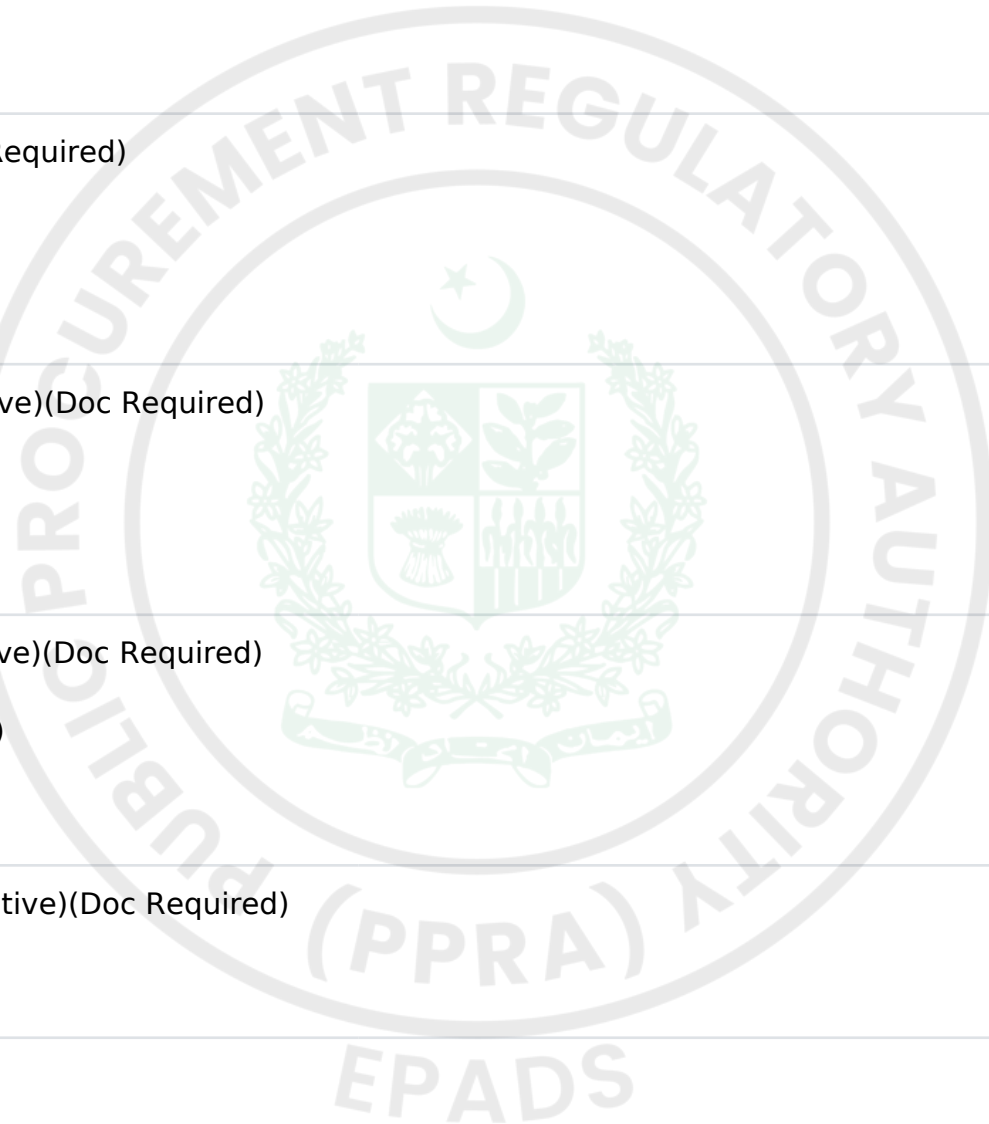 PUBLIC PROCUREMENT REGULATORY AUTHORITY
equired)
ve)(Doc Required)
ve)(Doc Required)
)
tive)(Doc Required)
(PPRA)
EPADS